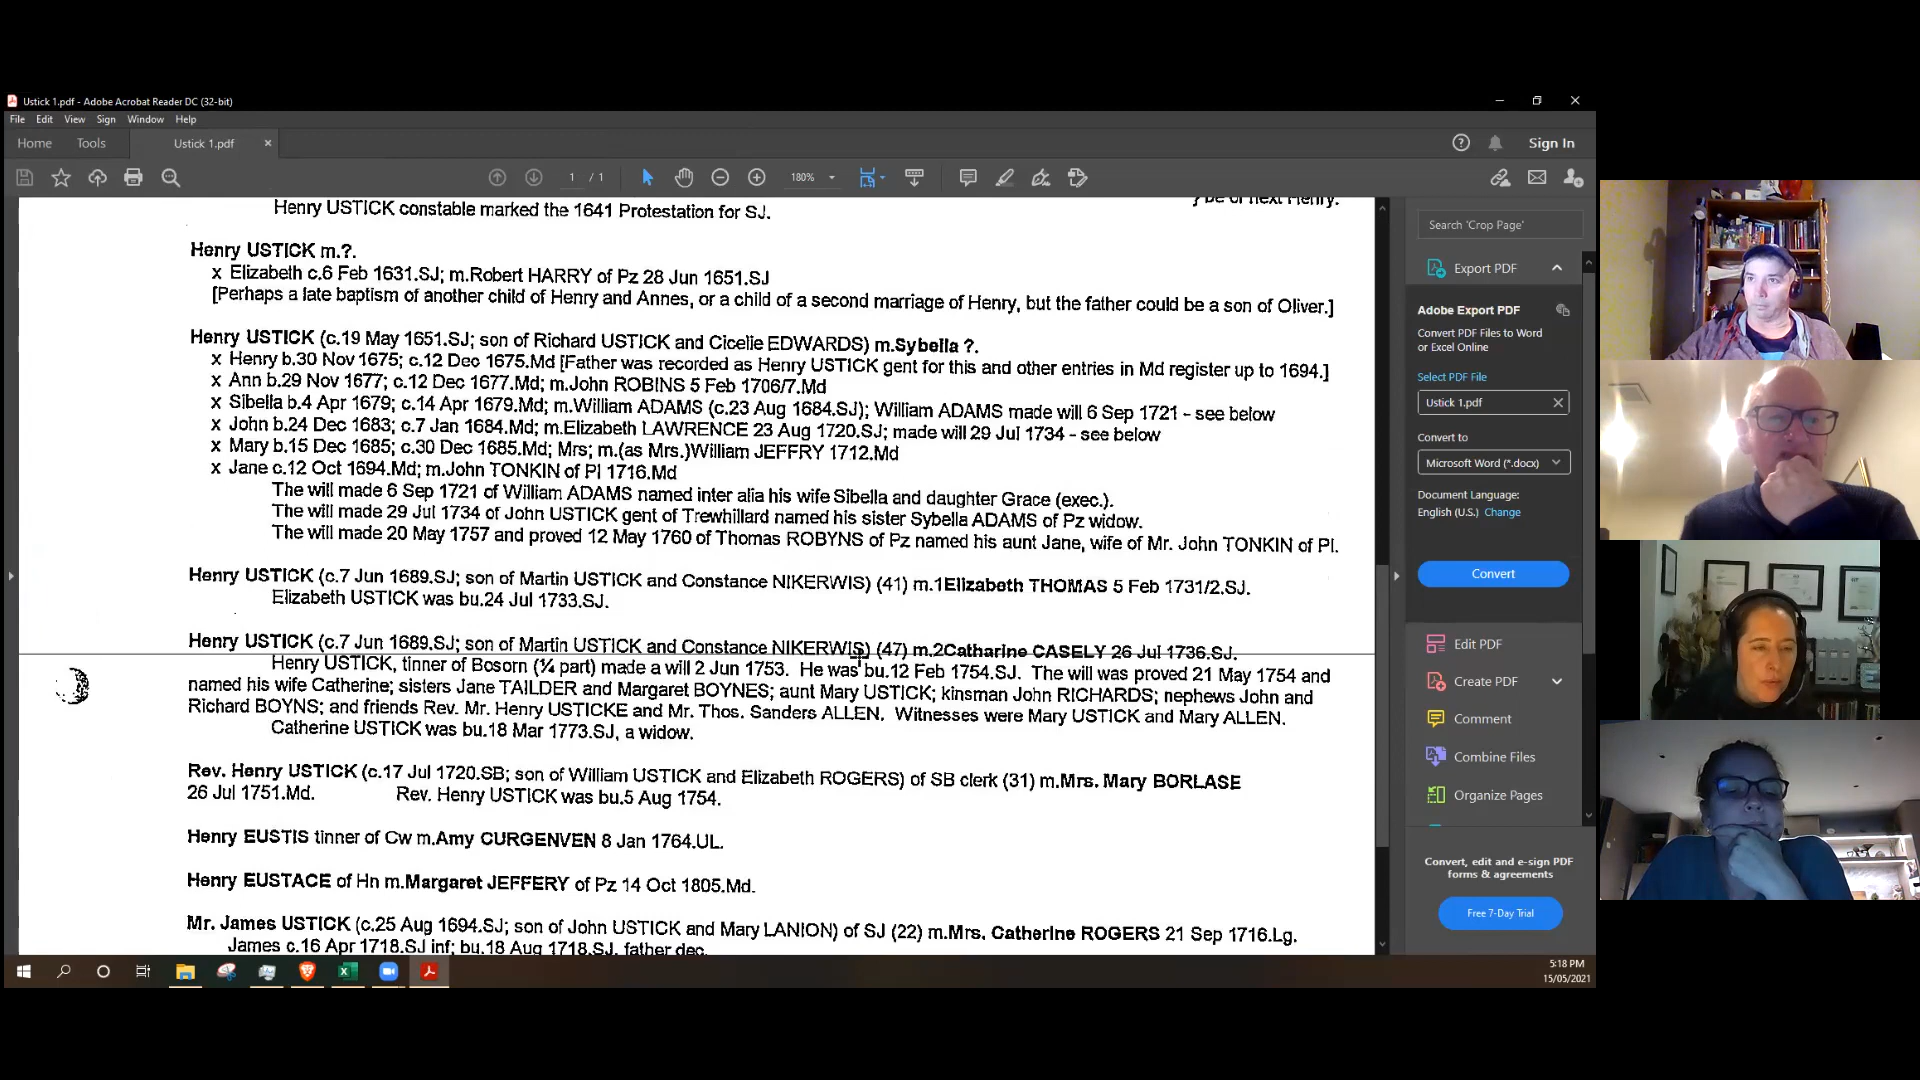 Ustick 1.pdf - Adobe Acrobat Reader DC (32-bit)
File Edit View Sign Window Help
Home Tools Ustick 1.pdf × Sign In
1 / 1 180%
Henry USTICK constable marked the 1641 Protestation for SJ. } be or next Henry.
Henry USTICK m.?.
x Elizabeth c.6 Feb 1631.SJ; m.Robert HARRY of Pz 28 Jun 1651.SJ
[Perhaps a late baptism of another child of Henry and Annes, or a child of a second marriage of Henry, but the father could be a son of Oliver.]
Henry USTICK (c.19 May 1651.SJ; son of Richard USTICK and Cicelie EDWARDS) m.Sybella ?.
x Henry b.30 Nov 1675; c.12 Dec 1675.Md [Father was recorded as Henry USTICK gent for this and other entries in Md register up to 1694.]
x Ann b.29 Nov 1677; c.12 Dec 1677.Md; m.John ROBINS 5 Feb 1706/7.Md
x Sibella b.4 Apr 1679; c.14 Apr 1679.Md; m.William ADAMS (c.23 Aug 1684.SJ); William ADAMS made will 6 Sep 1721 - see below
x John b.24 Dec 1683; c.7 Jan 1684.Md; m.Elizabeth LAWRENCE 23 Aug 1720.SJ; made will 29 Jul 1734 - see below
x Mary b.15 Dec 1685; c.30 Dec 1685.Md; Mrs; m.(as Mrs.)William JEFFRY 1712.Md
x Jane c.12 Oct 1694.Md; m.John TONKIN of Pl 1716.Md
The will made 6 Sep 1721 of William ADAMS named inter alia his wife Sibella and daughter Grace (exec.).
The will made 29 Jul 1734 of John USTICK gent of Trewhillard named his sister Sybella ADAMS of Pz widow.
The will made 20 May 1757 and proved 12 May 1760 of Thomas ROBYNS of Pz named his aunt Jane, wife of Mr. John TONKIN of Pl.
Henry USTICK (c.7 Jun 1689.SJ; son of Martin USTICK and Constance NIKERWIS) (41) m.1Elizabeth THOMAS 5 Feb 1731/2.SJ.
Elizabeth USTICK was bu.24 Jul 1733.SJ.
Henry USTICK (c.7 Jun 1689.SJ; son of Martin USTICK and Constance NIKERWIS) (47) m.2Catharine CASELY 26 Jul 1736.SJ.
Henry USTICK, tinner of Bosorn (¼ part) made a will 2 Jun 1753. He was bu.12 Feb 1754.SJ. The will was proved 21 May 1754 and
named his wife Catherine; sisters Jane TAILDER and Margaret BOYNES; aunt Mary USTICK; kinsman John RICHARDS; nephews John and
Richard BOYNS; and friends Rev. Mr. Henry USTICKE and Mr. Thos. Sanders ALLEN. Witnesses were Mary USTICK and Mary ALLEN.
Catherine USTICK was bu.18 Mar 1773.SJ, a widow.
Rev. Henry USTICK (c.17 Jul 1720.SB; son of William USTICK and Elizabeth ROGERS) of SB clerk (31) m.Mrs. Mary BORLASE
26 Jul 1751.Md. Rev. Henry USTICK was bu.5 Aug 1754.
Henry EUSTIS tinner of Cw m.Amy CURGENVEN 8 Jan 1764.UL.
Henry EUSTACE of Hn m.Margaret JEFFERY of Pz 14 Oct 1805.Md.
Mr. James USTICK (c.25 Aug 1694.SJ; son of John USTICK and Mary LANION) of SJ (22) m.Mrs. Catherine ROGERS 21 Sep 1716.Lg.
James c.16 Apr 1718.SJ inf; bu.18 Aug 1718.SJ, father dec.
Search 'Crop Page'
Export PDF
Adobe Export PDF
Convert PDF Files to Word
or Excel Online
Select PDF File
Ustick 1.pdf
Convert to
Microsoft Word (*.docx)
Document Language:
English (U.S.) Change
Convert
Edit PDF
Create PDF
Comment
Combine Files
Organize Pages
Convert, edit and e-sign PDF
forms & agreements
Free 7-Day Trial
5:18 PM
15/05/2021